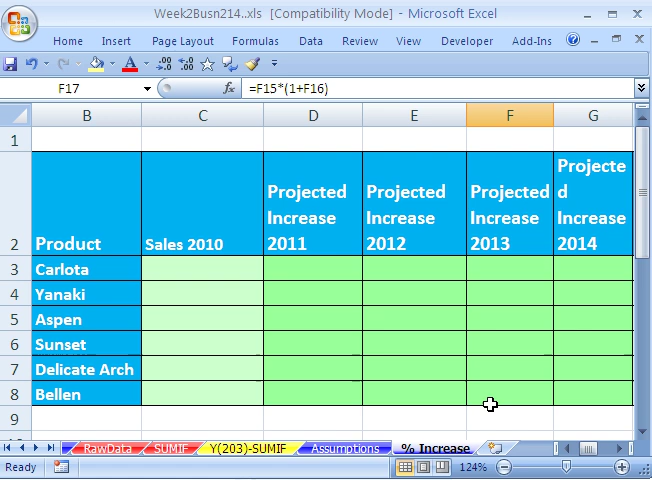 Week2Busn214..xls [Compatibility Mode] - Microsoft Excel
Home Insert Page Layout Formulas Data Review View Developer Add-Ins
F17 fx =F15*(1+F16)
B C D E F G
1
2 Product Sales 2010 Projected Increase 2011 Projected Increase 2012 Projected Increase 2013 Projecte d Increase 2014
3 Carlota
4 Yanaki
5 Aspen
6 Sunset
7 Delicate Arch
8 Bellen
9
RawData SUMIF Y(203)-SUMIF Assumptions % Increase
Ready 124%